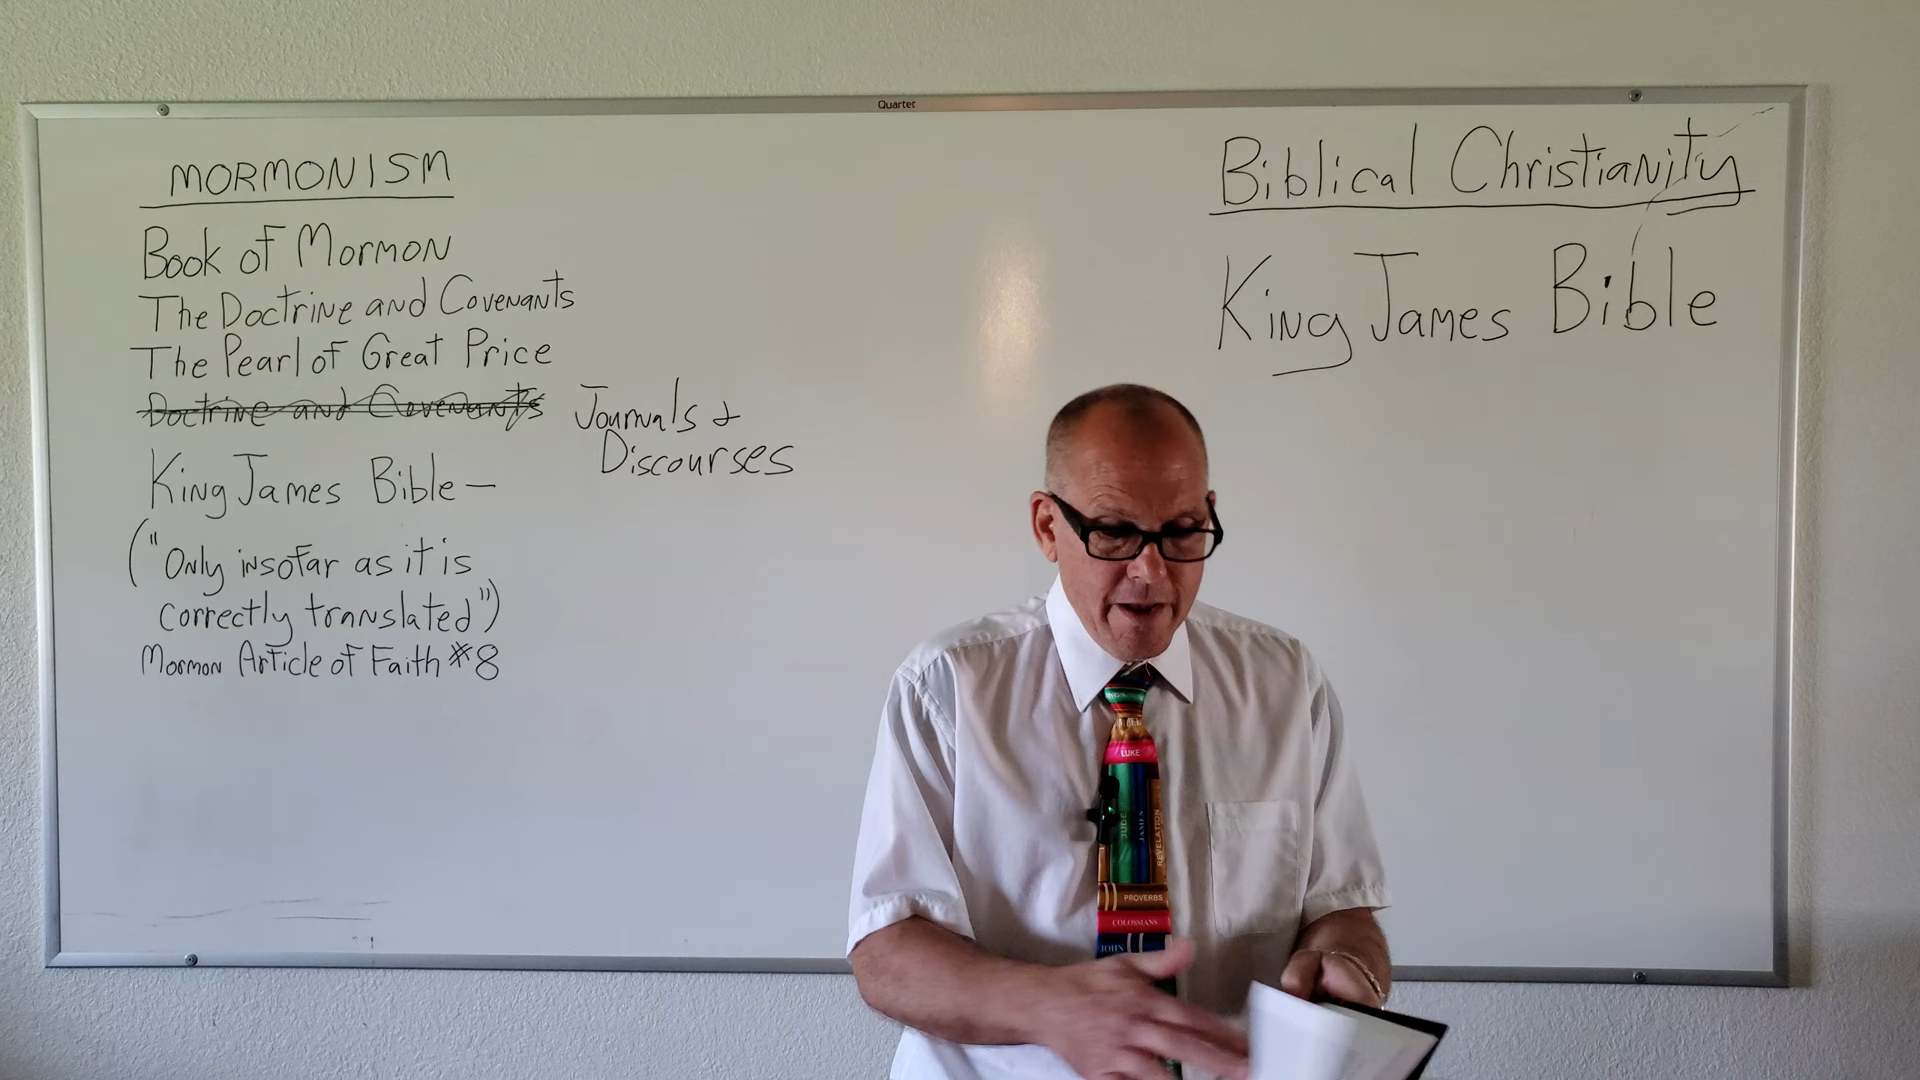 Quartet
MORMONISM
Book of Mormon
The Doctrine and Covenants
The Pearl of Great Price
Doctrine and Covenants
Journals +
Discourses
King James Bible—
("Only insofar as it is
correctly translated")
Mormon Article of Faith #8
Biblical Christianity
King James Bible
LUKE
JUDE
JAMES
REVELATION
PROVERBS
COLOSSIANS
JOHN